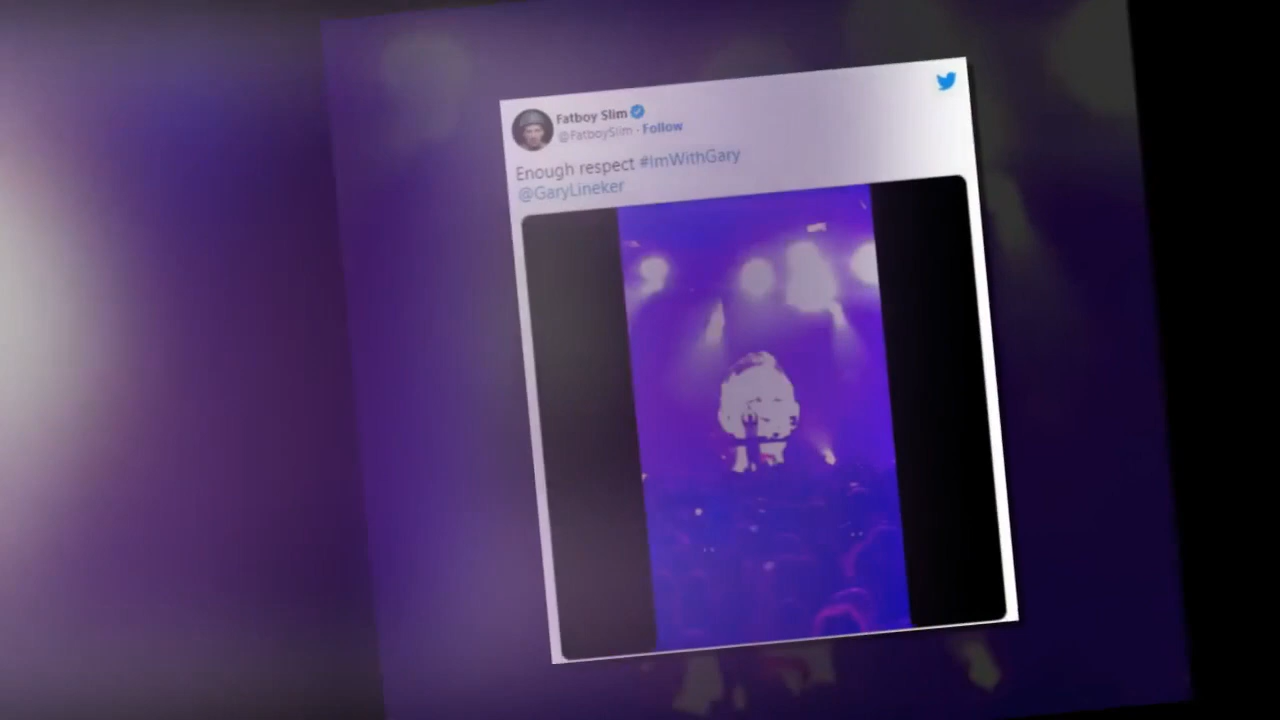 Fatboy Slim
@FatboySlim · Follow
Enough respect #ImWithGary
@GaryLineker